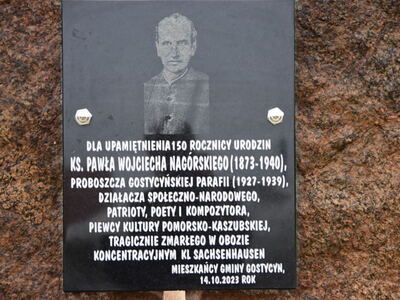 DLA UPAMIĘTNIENIA 150 ROCZNICY URODZIN
KS. PAWŁA WOJCIECHA NAGÓRSKIEGO (1873-1940),
PROBOSZCZA GOSTYCYŃSKIEJ PARAFII (1927-1939),
DZIAŁACZA SPOŁECZNO-NARODOWEGO,
PATRIOTY, POETY I KOMPOZYTORA,
PIEWCY KULTURY POMORSKO-KASZUBSKIEJ,
TRAGICZNIE ZMARŁEGO W OBOZIE
KONCENTRACYJNYM KL SACHSENHAUSEN
MIESZKAŃCY GMINY GOSTYCYN,
14.10.2023 ROK